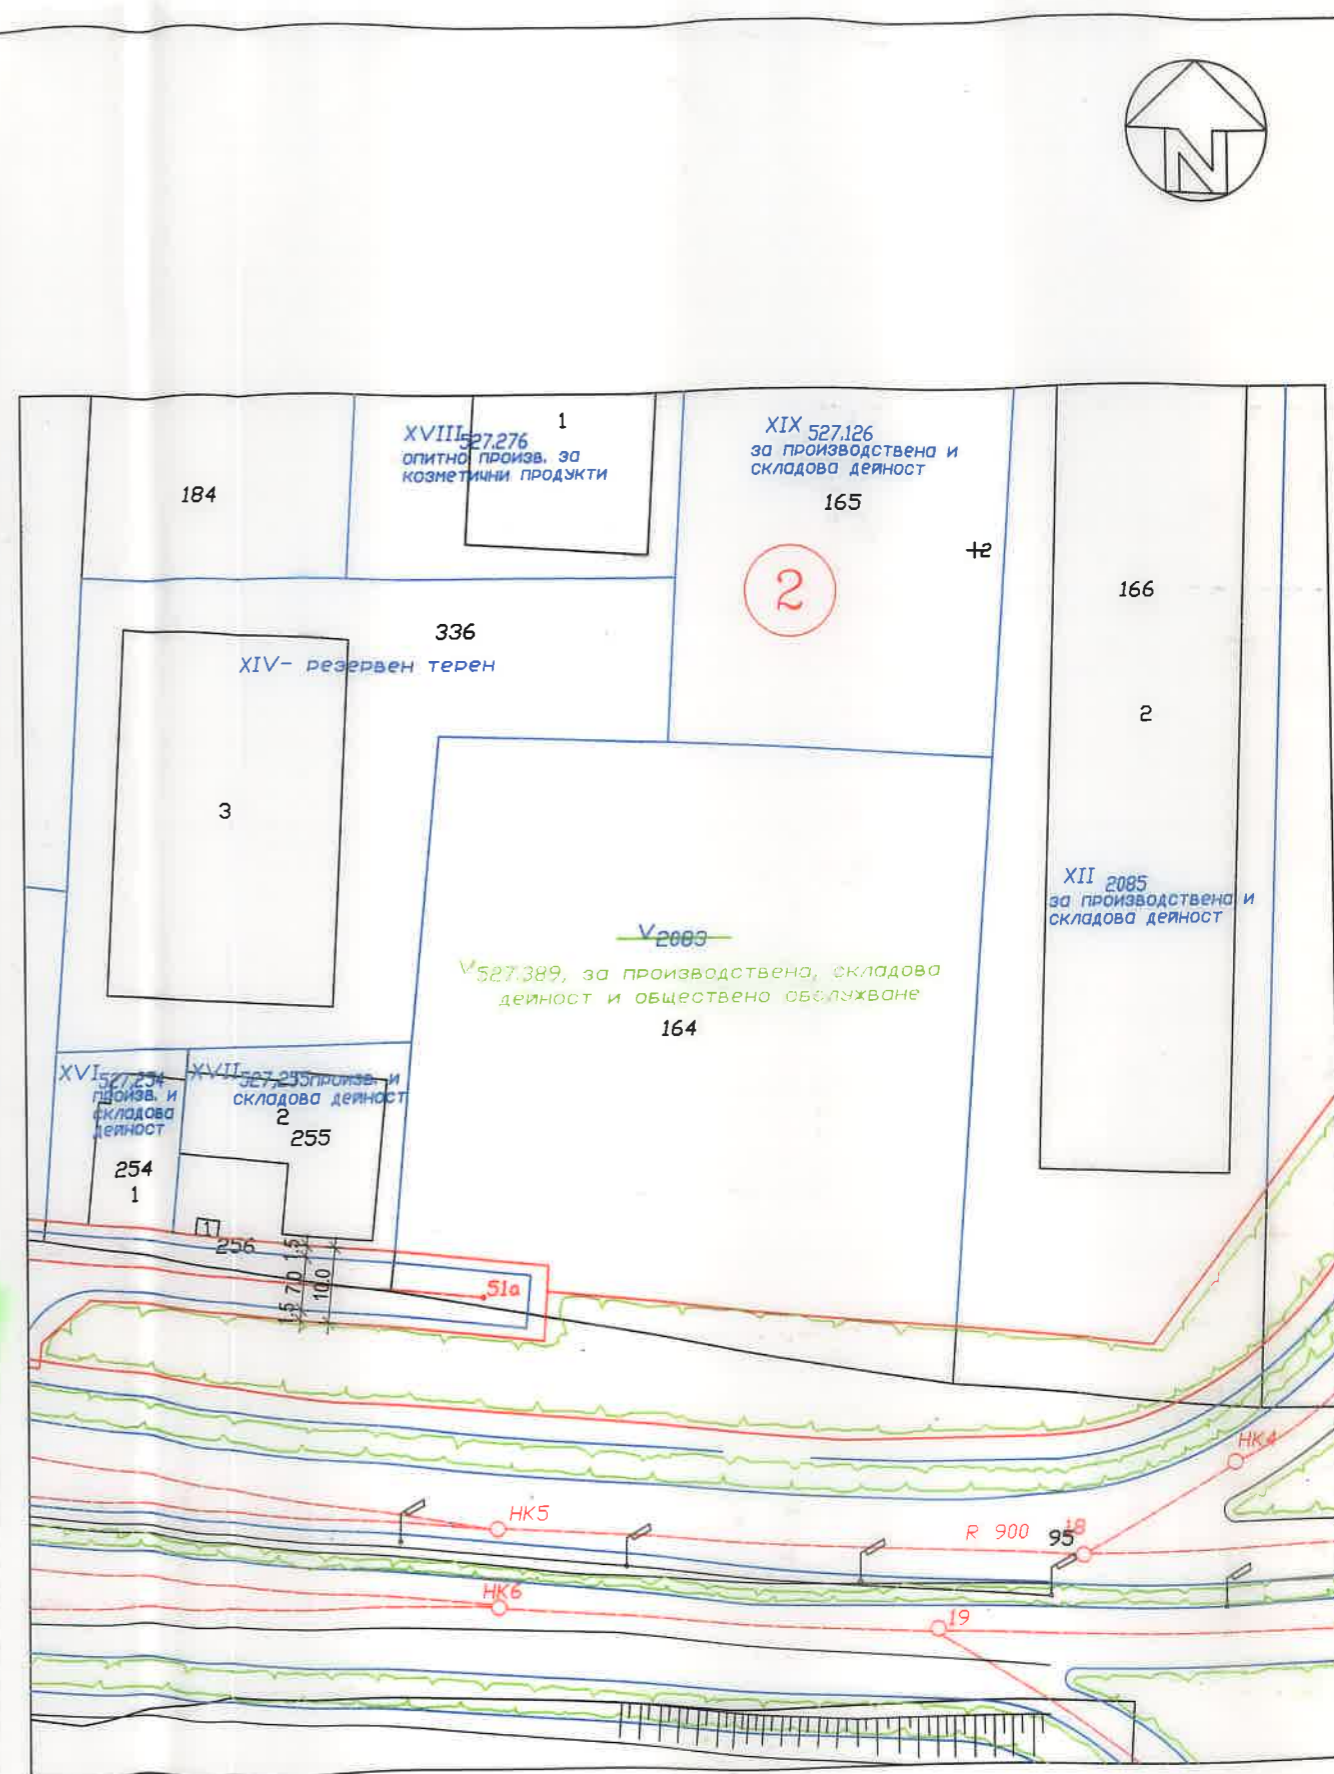 N
XVIII 527.276
опитно произв. за
козметични продукти
1
XIX 527.126
за производствена и
складова дейност
165
184
+2
2
166
336
XIV- резервен терен
2
3
XII 2085
за производствена и
складова дейност
V 2083
V 527.389, за производствена, складова
дейност и обществено обслужване
164
XVI 527,254
произв. и
складова
дейност
XVII 527,255 произв. и
складова дейност
2
255
254
1
1
256
1.5
7.0
10.0
1.5
51a
НК4
НК5
R 900
95
18
НК6
19